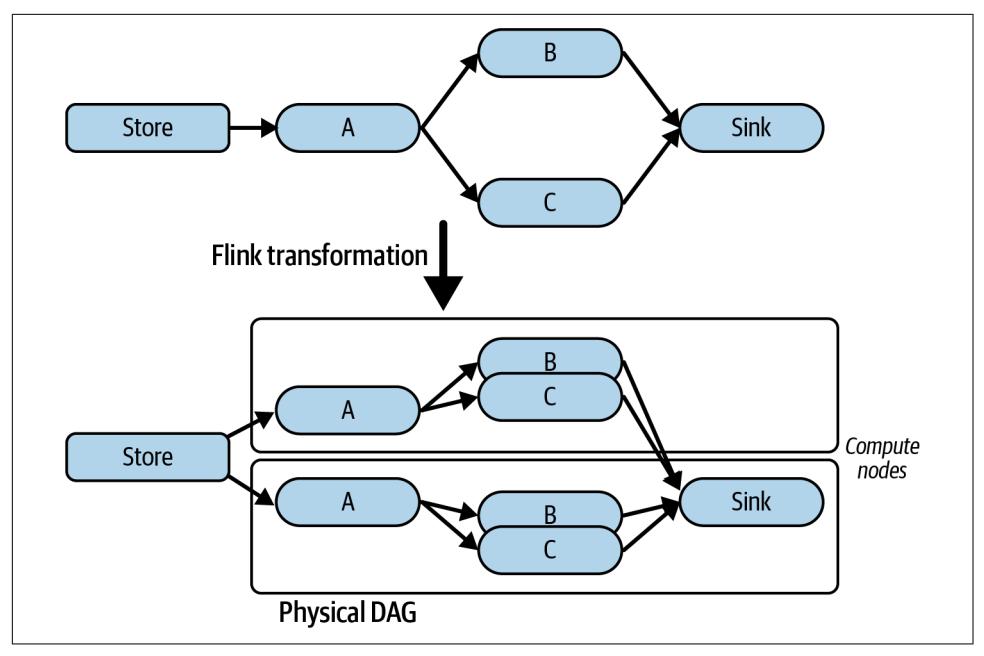 B
Store
A
Sink
C
Flink transformation
B
C
A
Store
Compute
nodes
A
B
C
Sink
Physical DAG